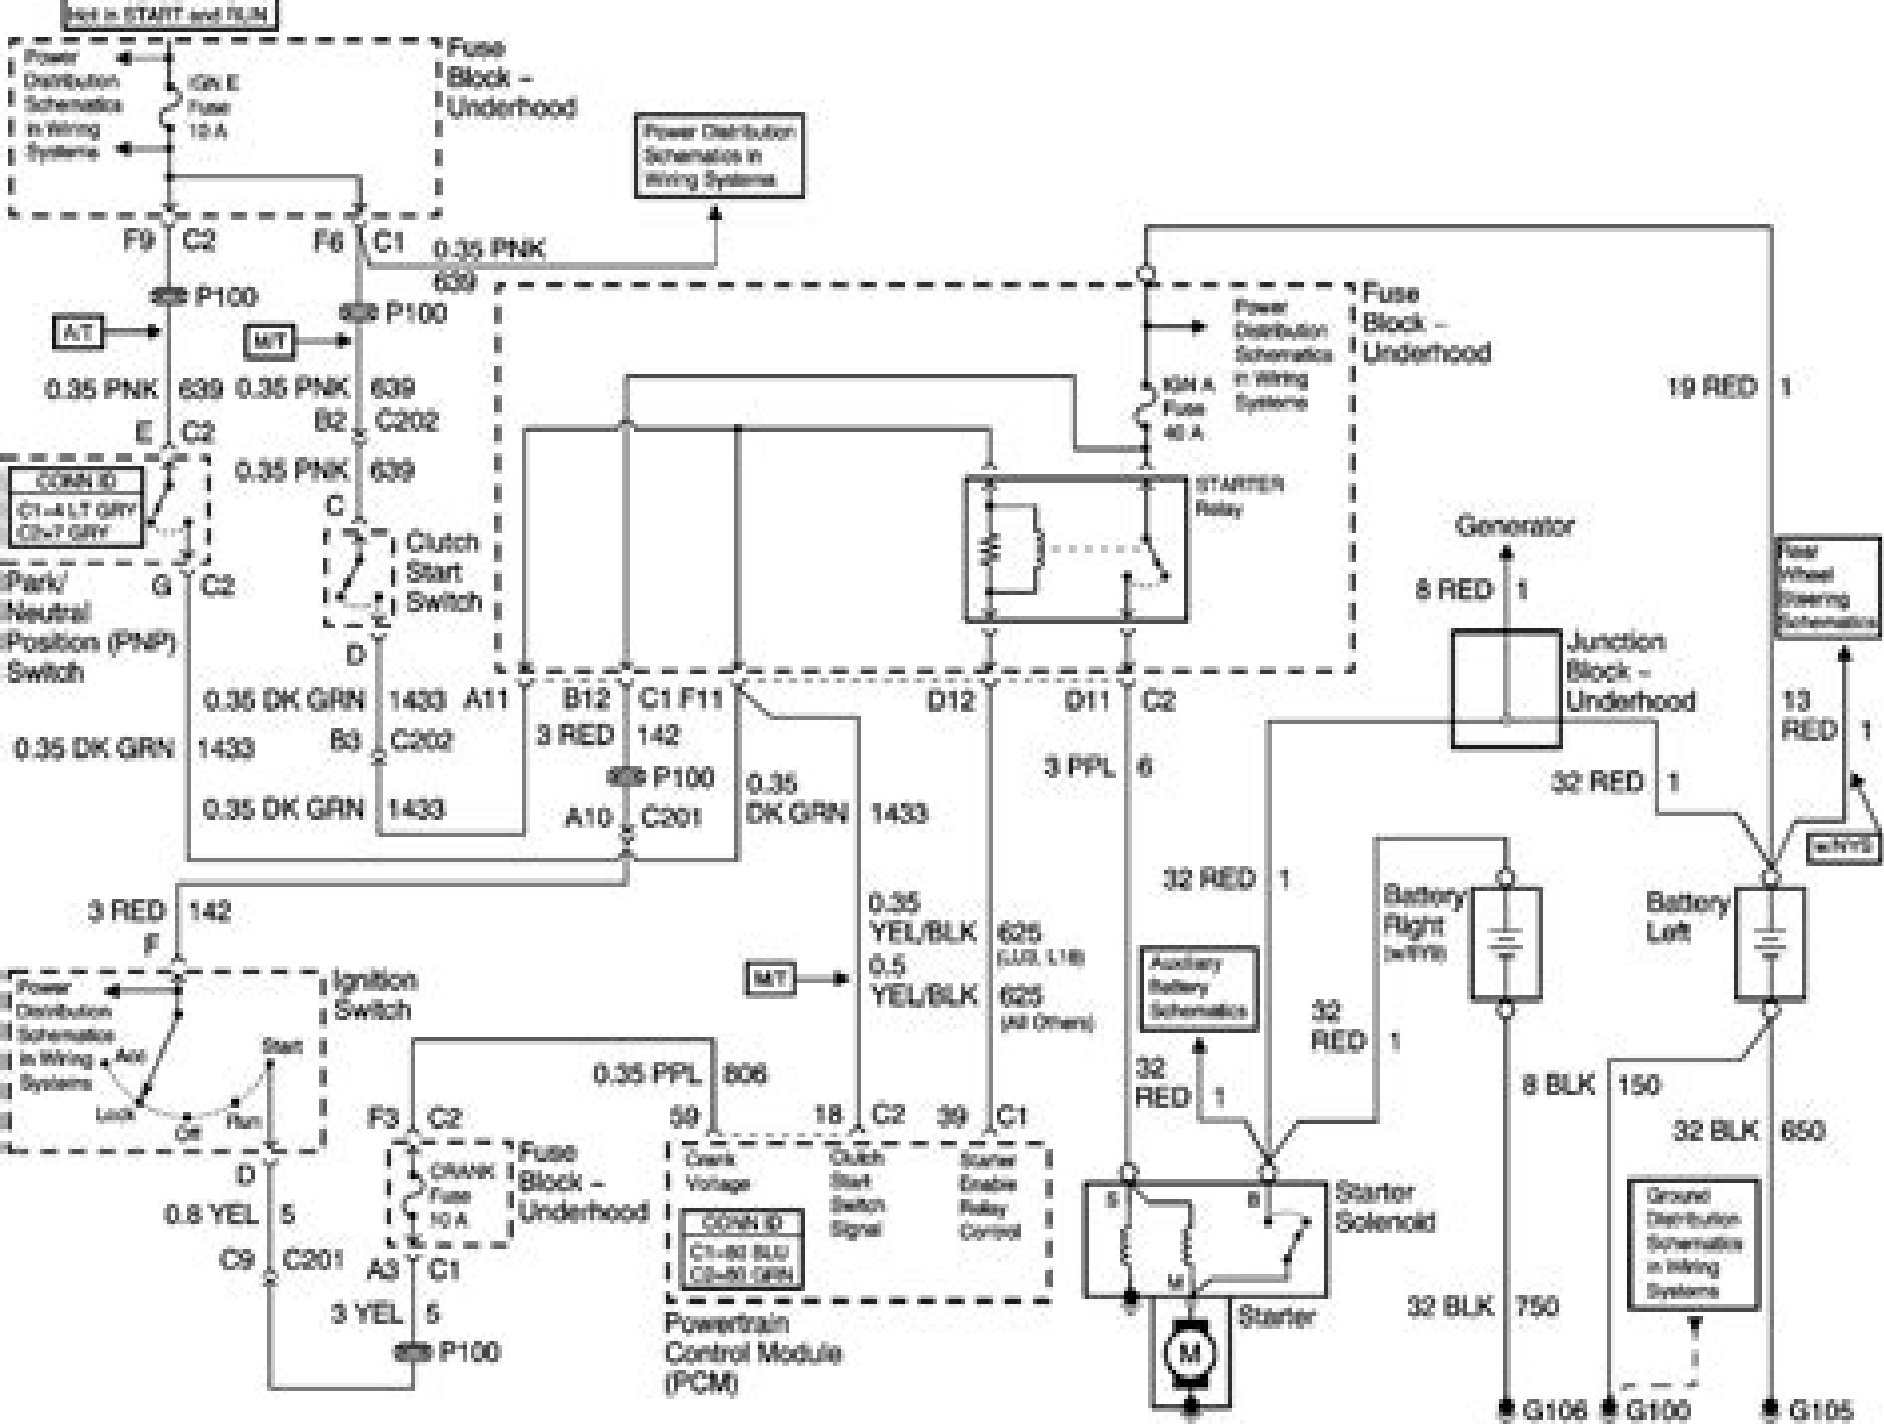 Hot in START and RUN
Power
Distribution
Schematics
in Wiring
Systems
IGN E
Fuse
10 A
Fuse
Block –
Underhood
Power Distribution
Schematics in
Wiring Systems
F9 C2
F6 C1
0.35 PNK
639
P100
P100
A/T
M/T
0.35 PNK 639
0.35 PNK 639
B2 C202
E C2
0.35 PNK 639
CONN ID
C1=4 LT GRY
C2=7 GRY
C
Clutch
Start
Switch
G C2
Park/
Neutral
Position (PNP)
Switch
D
Power
Distribution
Schematics
in Wiring
Systems
Fuse
Block –
Underhood
IGN A
Fuse
40 A
STARTER
Relay
19 RED 1
Generator
8 RED 1
Wheel
Steering
Schematics
Junction
Block –
Underhood
13
RED 1
0.35 DK GRN 1433
A11
B12
C1 F11
D12
D11 C2
B3 C202
3 RED 142
0.35 DK GRN 1433
P100
0.35
DK GRN 1433
3 PPL 6
32 RED 1
0.35 DK GRN 1433
A10 C201
32 RED 1
3 RED 142
F
0.35
YEL/BLK 625
0.5
YEL/BLK 625
(All Others)
M/T
Battery
Right
Battery
Left
Auxiliary
Battery
Schematics
32
RED 1
32
RED 1
Ignition
Switch
Power
Distribution
Schematics
in Wiring
Systems
Acc
Lock
Off
Run
Start
0.35 PPL 806
F3 C2
59
18 C2
39 C1
8 BLK 150
32 BLK 650
D
0.8 YEL 5
C9 C201
CRANK
Fuse
10 A
Fuse
Block –
Underhood
A3 C1
3 YEL 5
P100
Crank
Voltage
Clutch
Start
Switch
Signal
Starter
Enable
Relay
Control
CONN ID
C1=80 BLU
C2=80 GRN
Powertrain
Control Module
(PCM)
S
B
M
Starter
Solenoid
Starter
M
Ground
Distribution
Schematics
in Wiring
Systems
32 BLK 750
G106
G100
G105